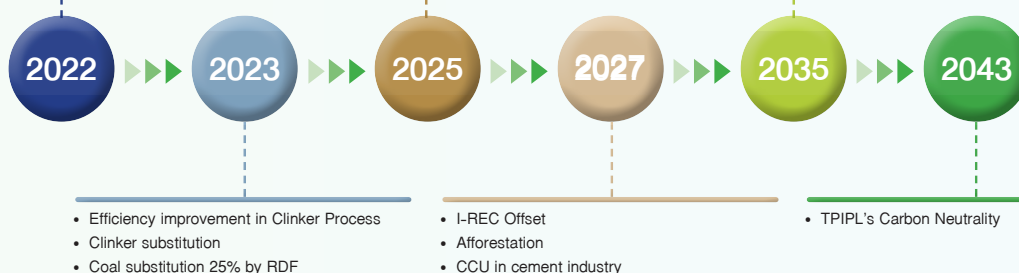 2022 2023 2025 2027 2035 2043
• Efficiency improvement in Clinker Process
• Clinker substitution
• Coal substitution 25% by RDF
• I-REC Offset
• Afforestation
• CCU in cement industry
• TPIPL's Carbon Neutrality